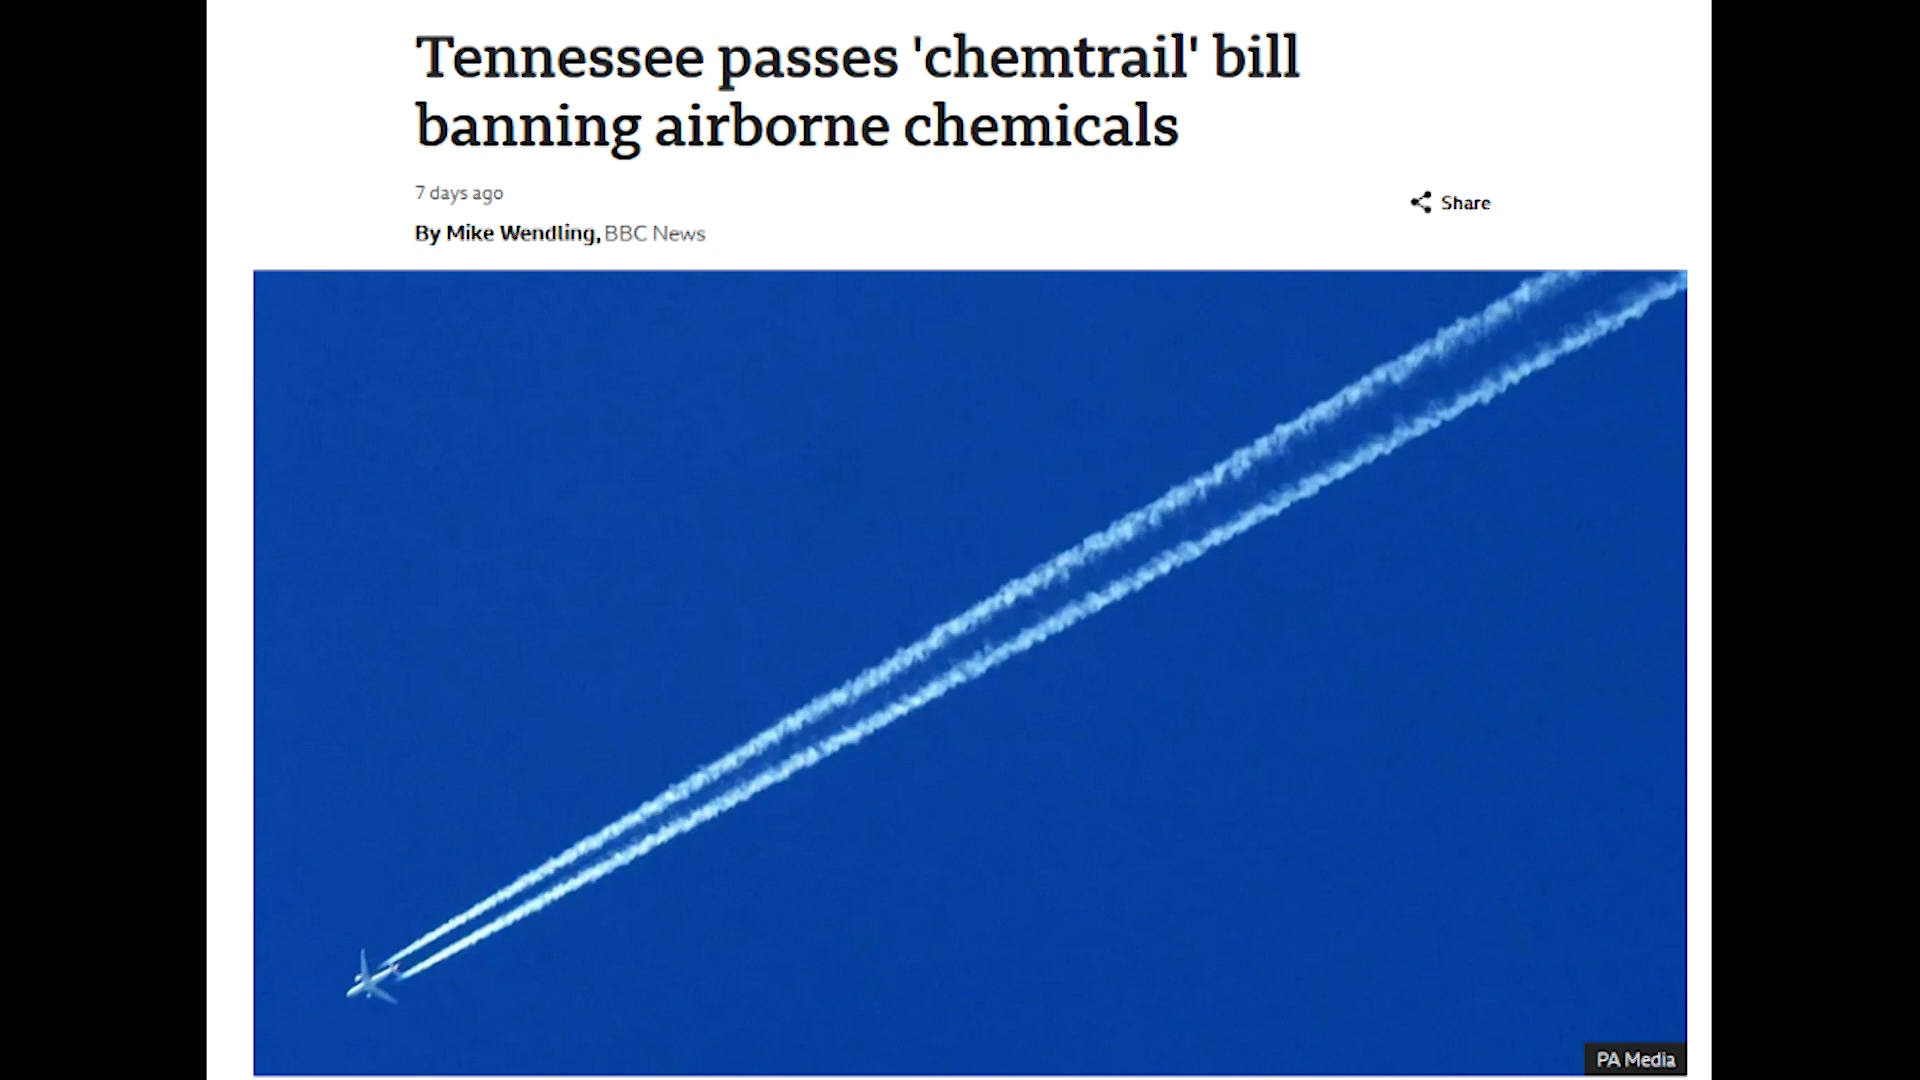 Tennessee passes 'chemtrail' bill
banning airborne chemicals
7 days ago
Share
By Mike Wendling, BBC News
PA Media